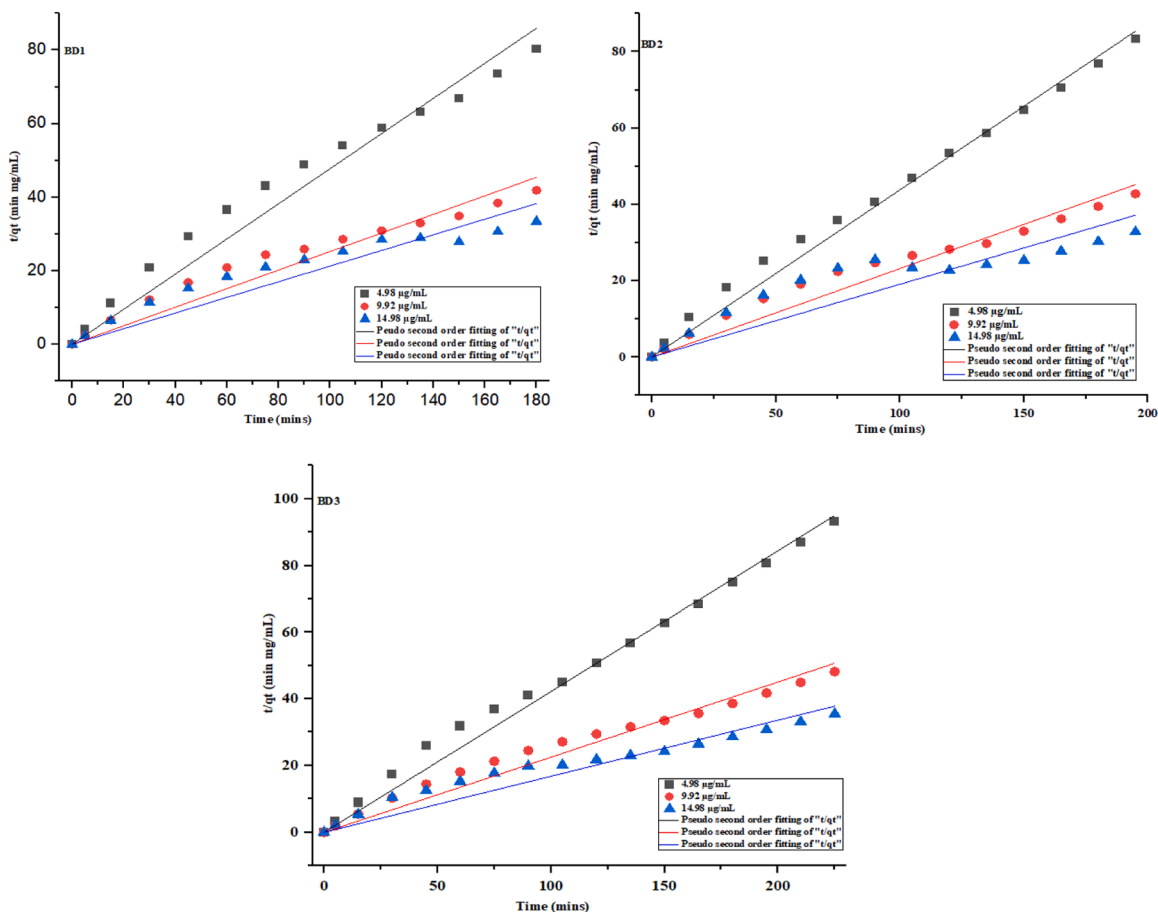 BD1
80
60
40
20
0
t/qt (min mg/mL)
4.98 µg/mL
9.92 µg/mL
14.98 µg/mL
Peudo second order fitting of "t/qt"
Peudo second order fitting of "t/qt"
Peudo second order fitting of "t/qt"
0 20 40 60 80 100 120 140 160 180
Time (mins)
BD2
80
60
40
20
0
t/qt (min mg/mL)
4.98 µg/mL
9.92 µg/mL
14.98 µg/mL
Pseudo second order fitting of "t/qt"
Pseudo second order fitting of "t/qt"
Pseudo second order fitting of "t/qt"
0 50 100 150 200
Time (mins)
BD3
100
80
60
40
20
0
t/qt (min mg/mL)
4.98 µg/mL
9.92 µg/mL
14.98 µg/mL
Pseudo second order fitting of "t/qt"
Pseudo second order fitting of "t/qt"
Pseudo second order fitting of "t/qt"
0 50 100 150 200
Time (mins)